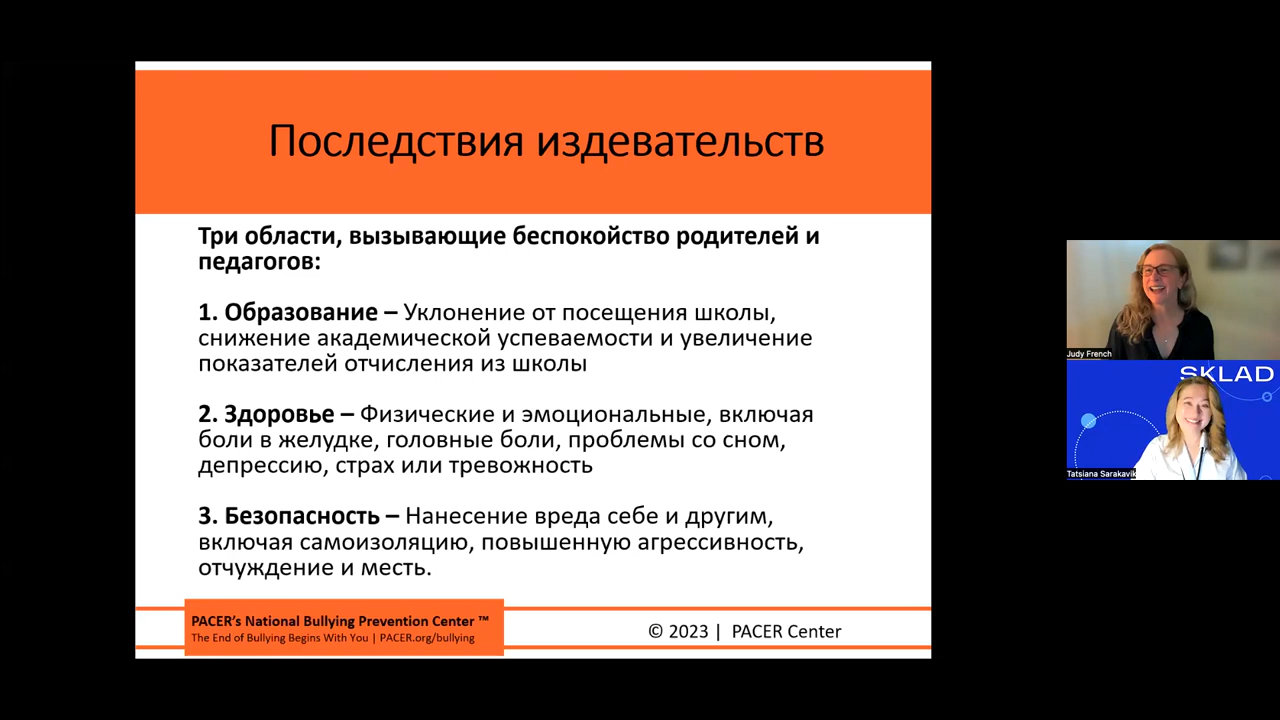 Последствия издевательств
Три области, вызывающие беспокойство родителей и
педагогов:
1. Образование – Уклонение от посещения школы,
снижение академической успеваемости и увеличение
показателей отчисления из школы
2. Здоровье – Физические и эмоциональные, включая
боли в желудке, головные боли, проблемы со сном,
депрессию, страх или тревожность
3. Безопасность – Нанесение вреда себе и другим,
включая самоизоляцию, повышенную агрессивность,
отчуждение и месть.
PACER’s National Bullying Prevention Center ™
The End of Bullying Begins With You | PACER.org/bullying
© 2023 | PACER Center
Judy French
SKLAD
Tatsiana Sarakavik